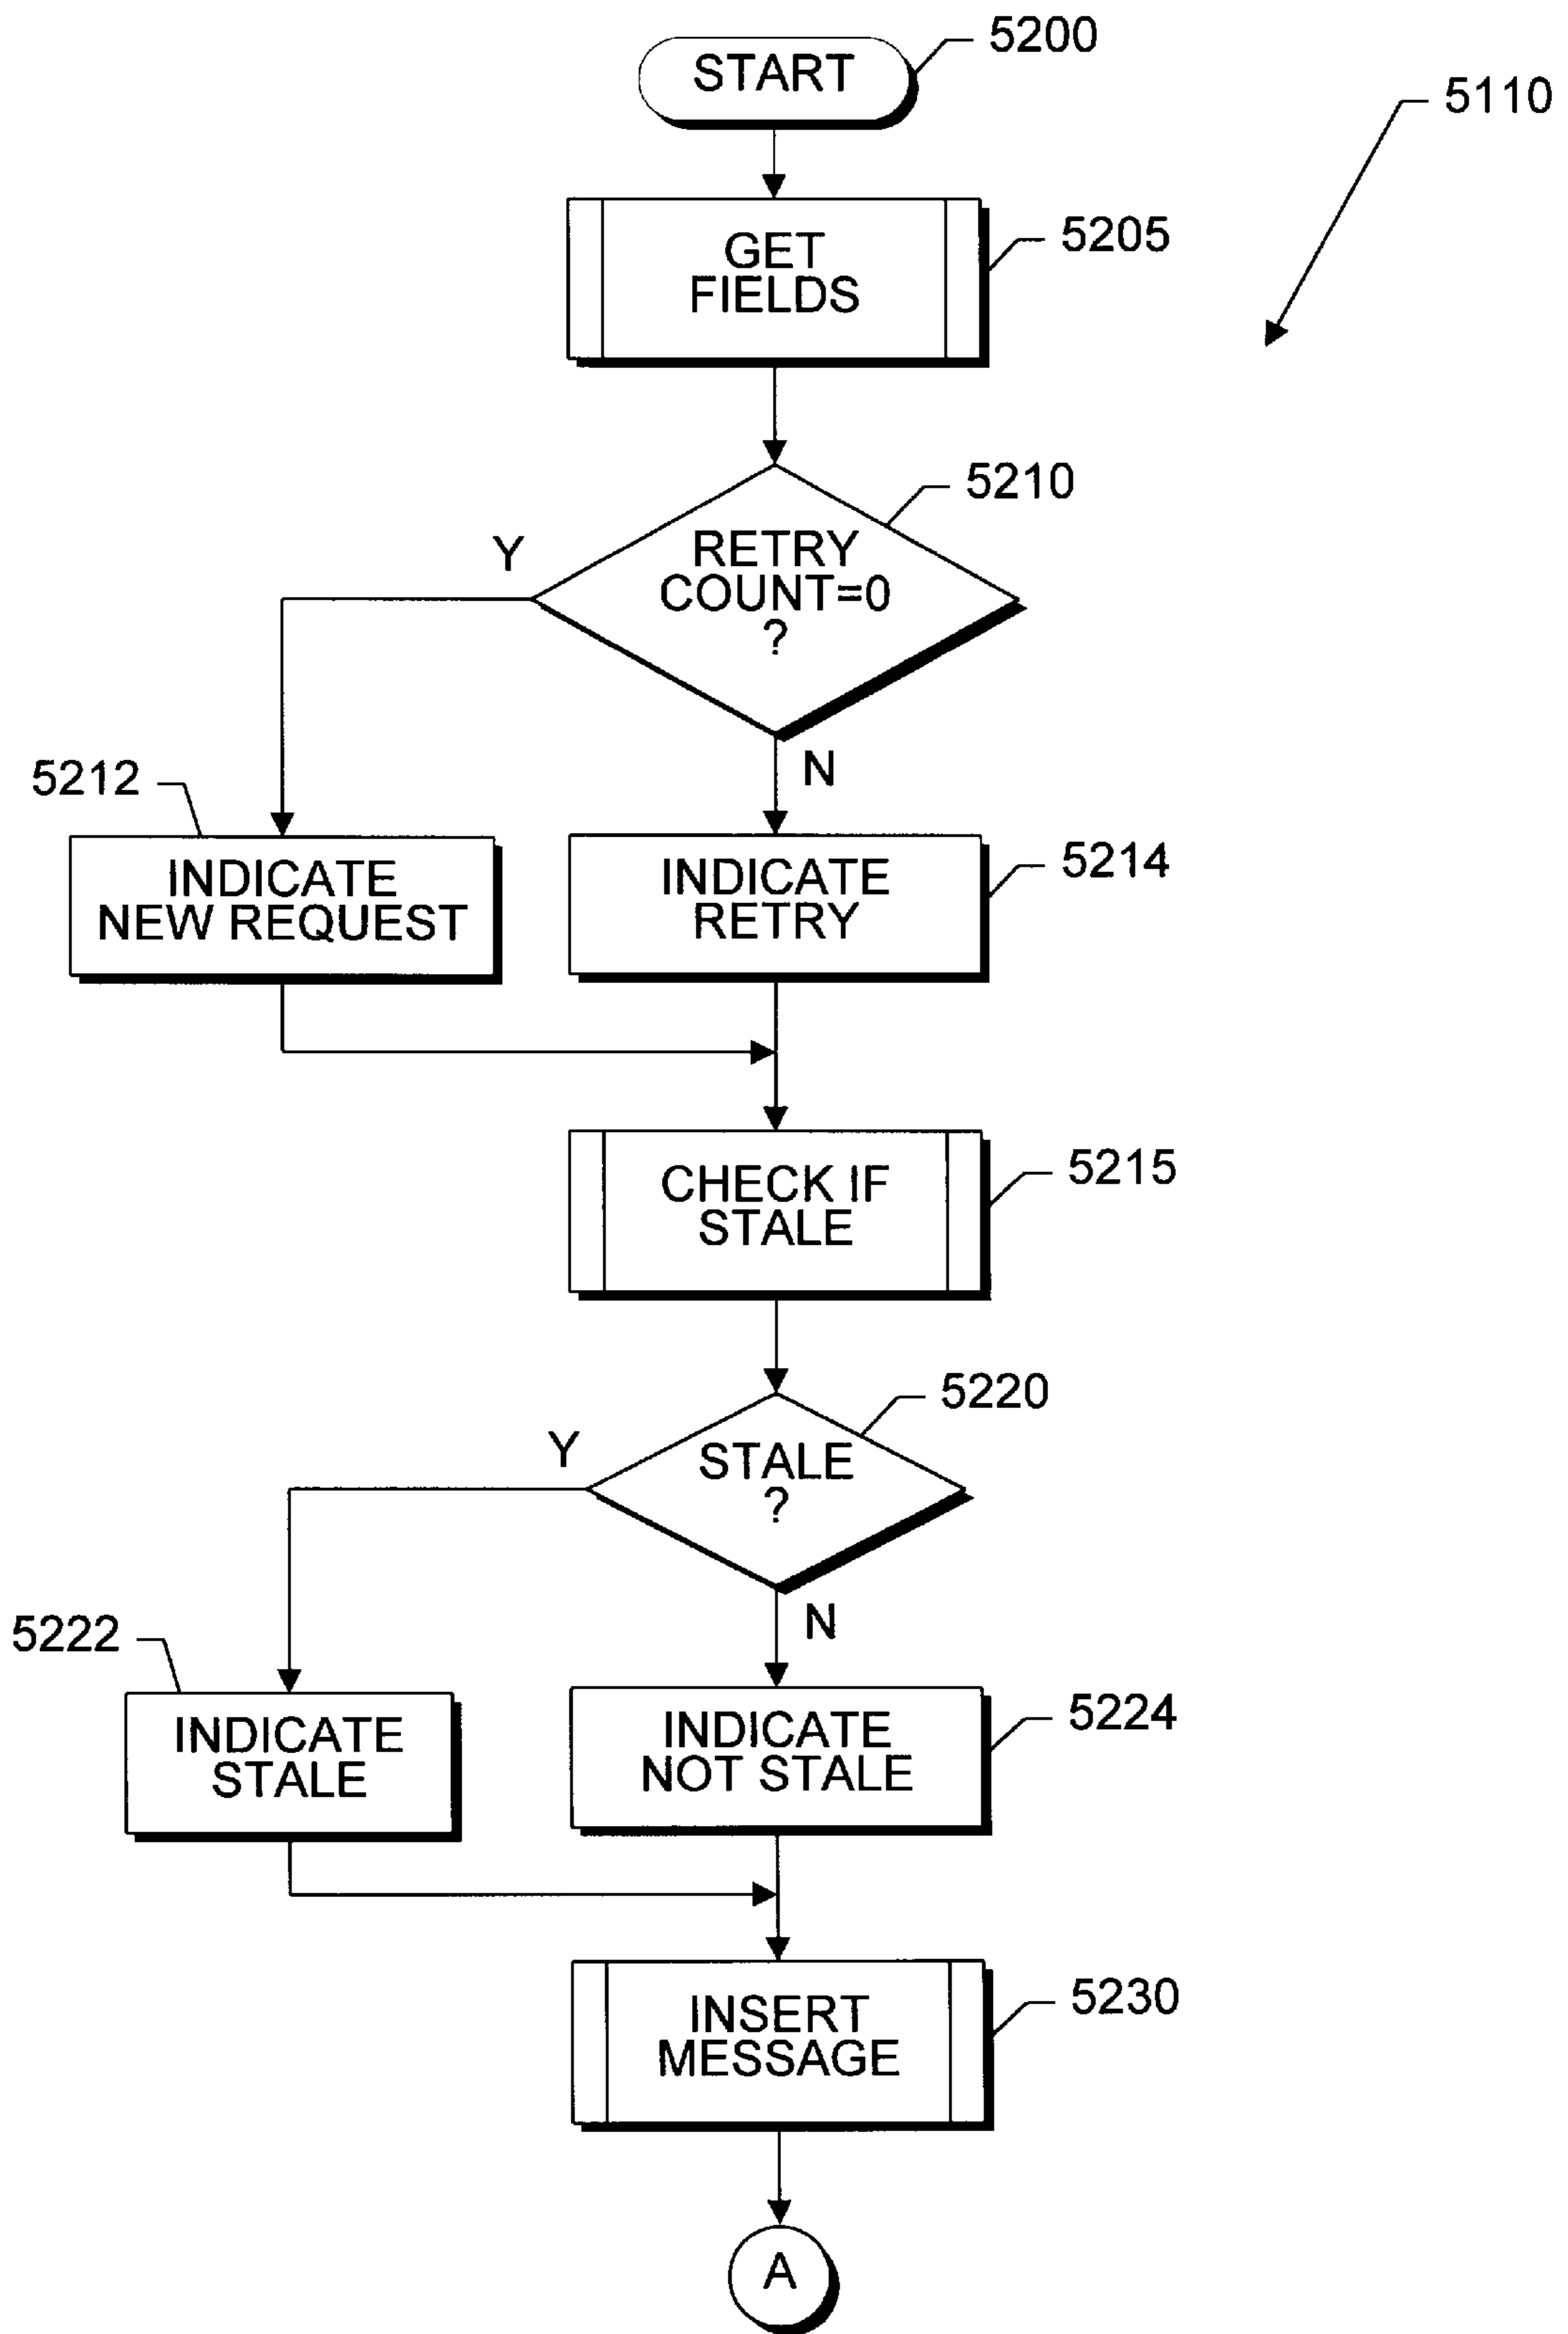 START
5200
5110
GET
FIELDS
5205
RETRY
COUNT=0
?
5210
Y
N
5212
INDICATE
NEW REQUEST
INDICATE
RETRY
5214
CHECK IF
STALE
5215
STALE
?
5220
Y
N
5222
INDICATE
STALE
INDICATE
NOT STALE
5224
INSERT
MESSAGE
5230
A